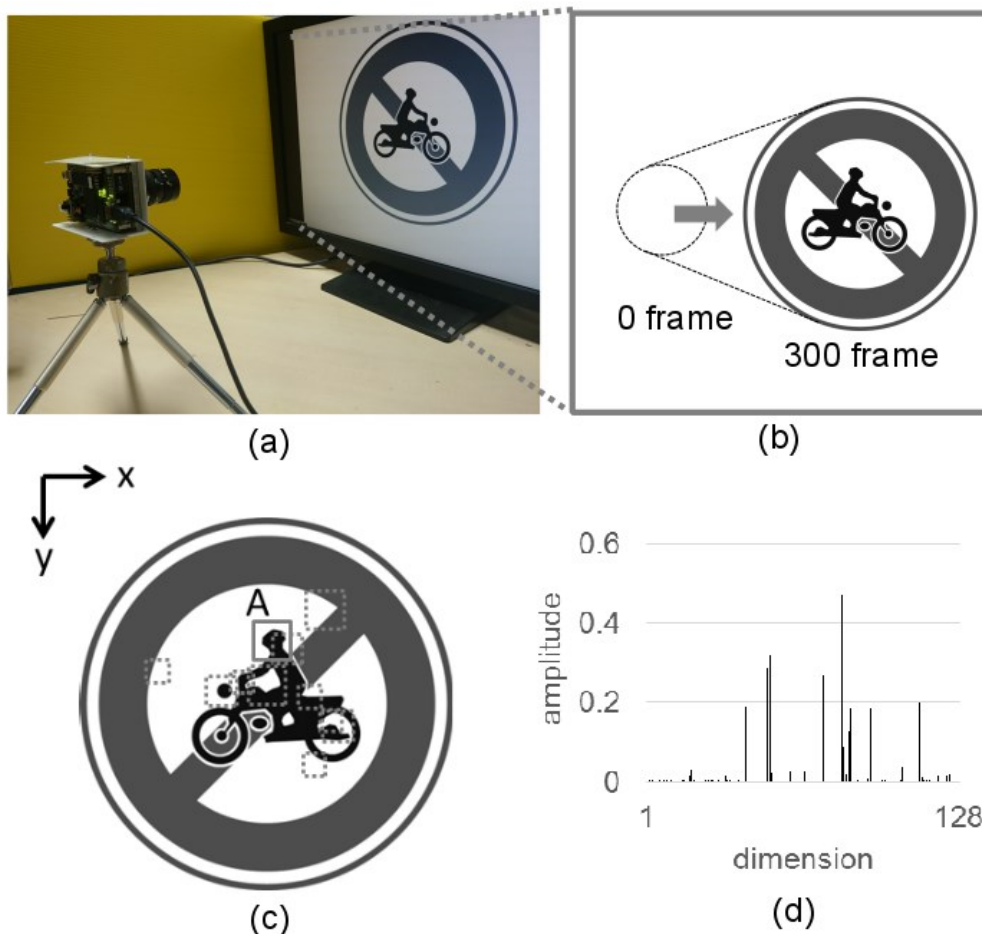 0 frame
300 frame
(a)
(b)
x
y
A
(c)
0.6
0.4
0.2
0
amplitude
1
128
dimension
(d)